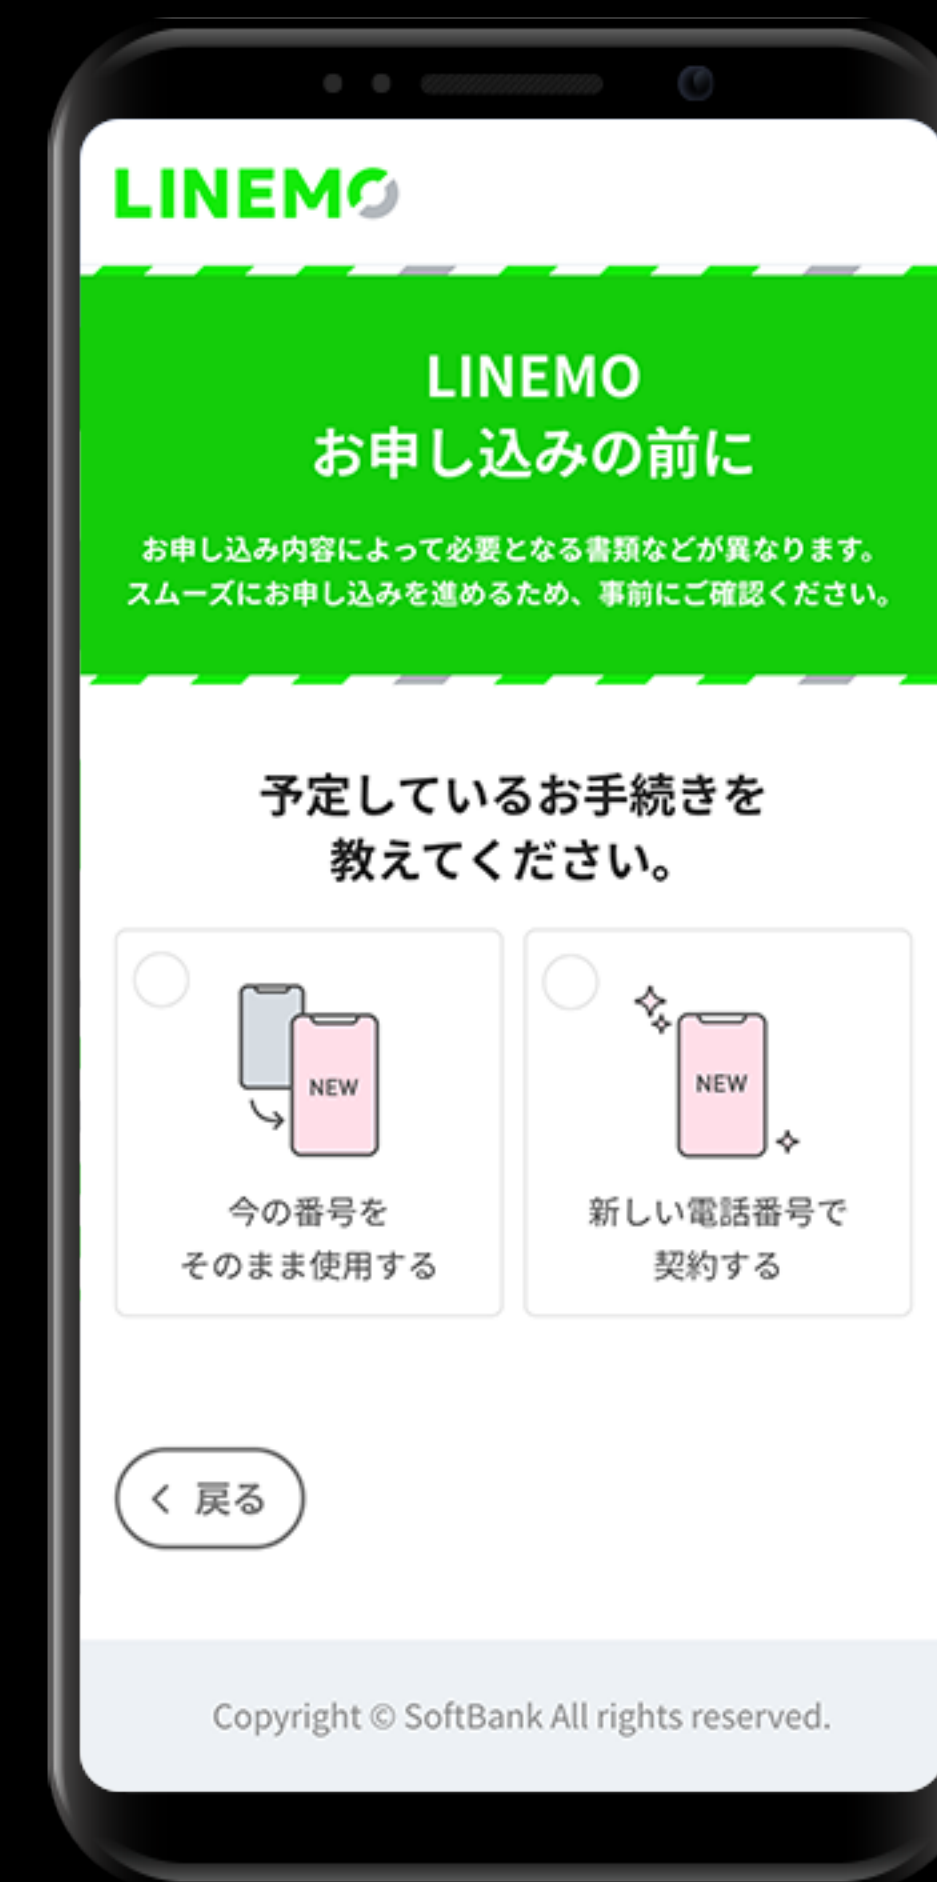 LINEMO
LINEMO
お申し込みの前に
お申し込み内容によって必要となる書類などが異なります。
スムーズにお申し込みを進めるため、事前にご確認ください。
予定しているお手続きを
教えてください。
NEW
今の番号を
そのまま使用する
NEW
新しい電話番号で
契約する
戻る
Copyright © SoftBank All rights reserved.